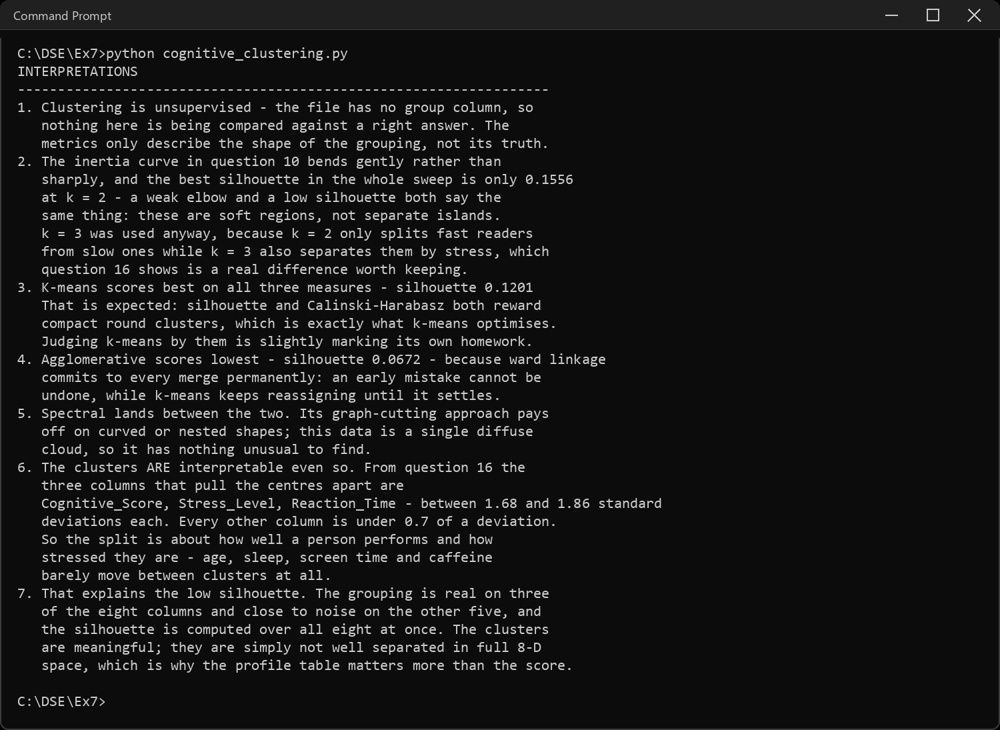 Command Prompt
C:\DSE\Ex7>python cognitive_clustering.py
INTERPRETATIONS
------------------------------------------------------------------
1. Clustering is unsupervised - the file has no group column, so
   nothing here is being compared against a right answer. The
   metrics only describe the shape of the grouping, not its truth.
2. The inertia curve in question 10 bends gently rather than
   sharply, and the best silhouette in the whole sweep is only 0.1556
   at k = 2 - a weak elbow and a low silhouette both say the
   same thing: these are soft regions, not separate islands.
   k = 3 was used anyway, because k = 2 only splits fast readers
   from slow ones while k = 3 also separates them by stress, which
   question 16 shows is a real difference worth keeping.
3. K-means scores best on all three measures - silhouette 0.1201
   That is expected: silhouette and Calinski-Harabasz both reward
   compact round clusters, which is exactly what k-means optimises.
   Judging k-means by them is slightly marking its own homework.
4. Agglomerative scores lowest - silhouette 0.0672 - because ward linkage
   commits to every merge permanently: an early mistake cannot be
   undone, while k-means keeps reassigning until it settles.
5. Spectral lands between the two. Its graph-cutting approach pays
   off on curved or nested shapes; this data is a single diffuse
   cloud, so it has nothing unusual to find.
6. The clusters ARE interpretable even so. From question 16 the
   three columns that pull the centres apart are
   Cognitive_Score, Stress_Level, Reaction_Time - between 1.68 and 1.86 standard
   deviations each. Every other column is under 0.7 of a deviation.
   So the split is about how well a person performs and how
   stressed they are - age, sleep, screen time and caffeine
   barely move between clusters at all.
7. That explains the low silhouette. The grouping is real on three
   of the eight columns and close to noise on the other five, and
   the silhouette is computed over all eight at once. The clusters
   are meaningful; they are simply not well separated in full 8-D
   space, which is why the profile table matters more than the score.
C:\DSE\Ex7>